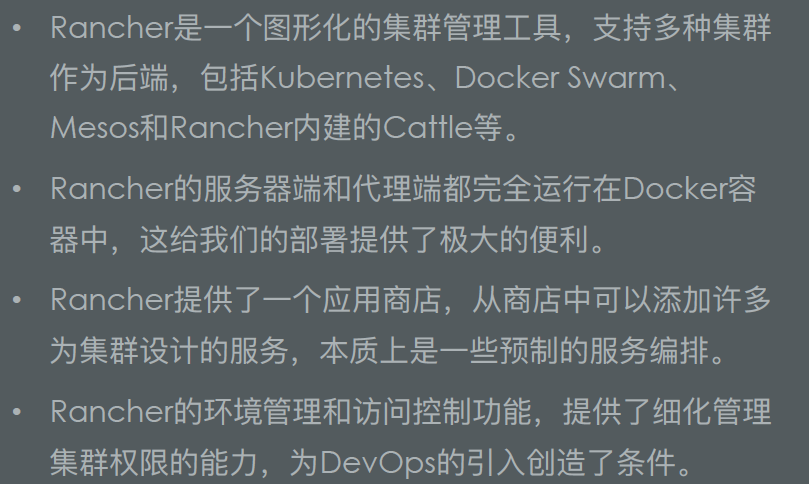 • Rancher是一个图形化的集群管理工具，支持多种集群
作为后端，包括Kubernetes、Docker Swarm、
Mesos和Rancher内建的Cattle等。
• Rancher的服务器端和代理端都完全运行在Docker容
器中，这给我们的部署提供了极大的便利。
• Rancher提供了一个应用商店，从商店中可以添加许多
为集群设计的服务，本质上是一些预制的服务编排。
• Rancher的环境管理和访问控制功能，提供了细化管理
集群权限的能力，为DevOps的引入创造了条件。